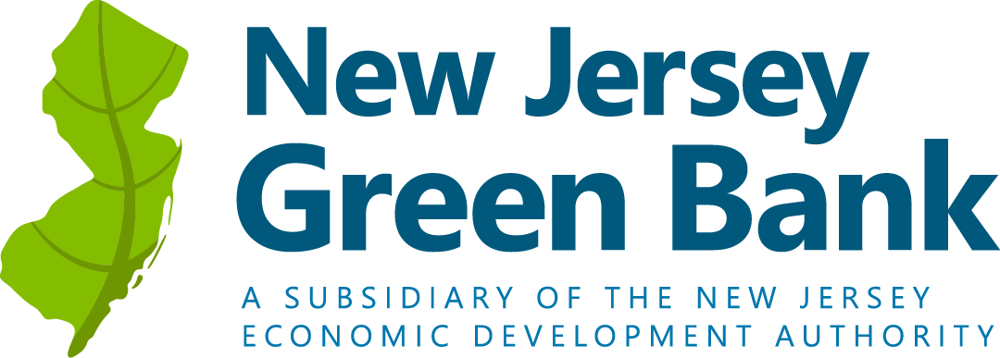 New Jersey
Green Bank
A SUBSIDIARY OF THE NEW JERSEY
ECONOMIC DEVELOPMENT AUTHORITY